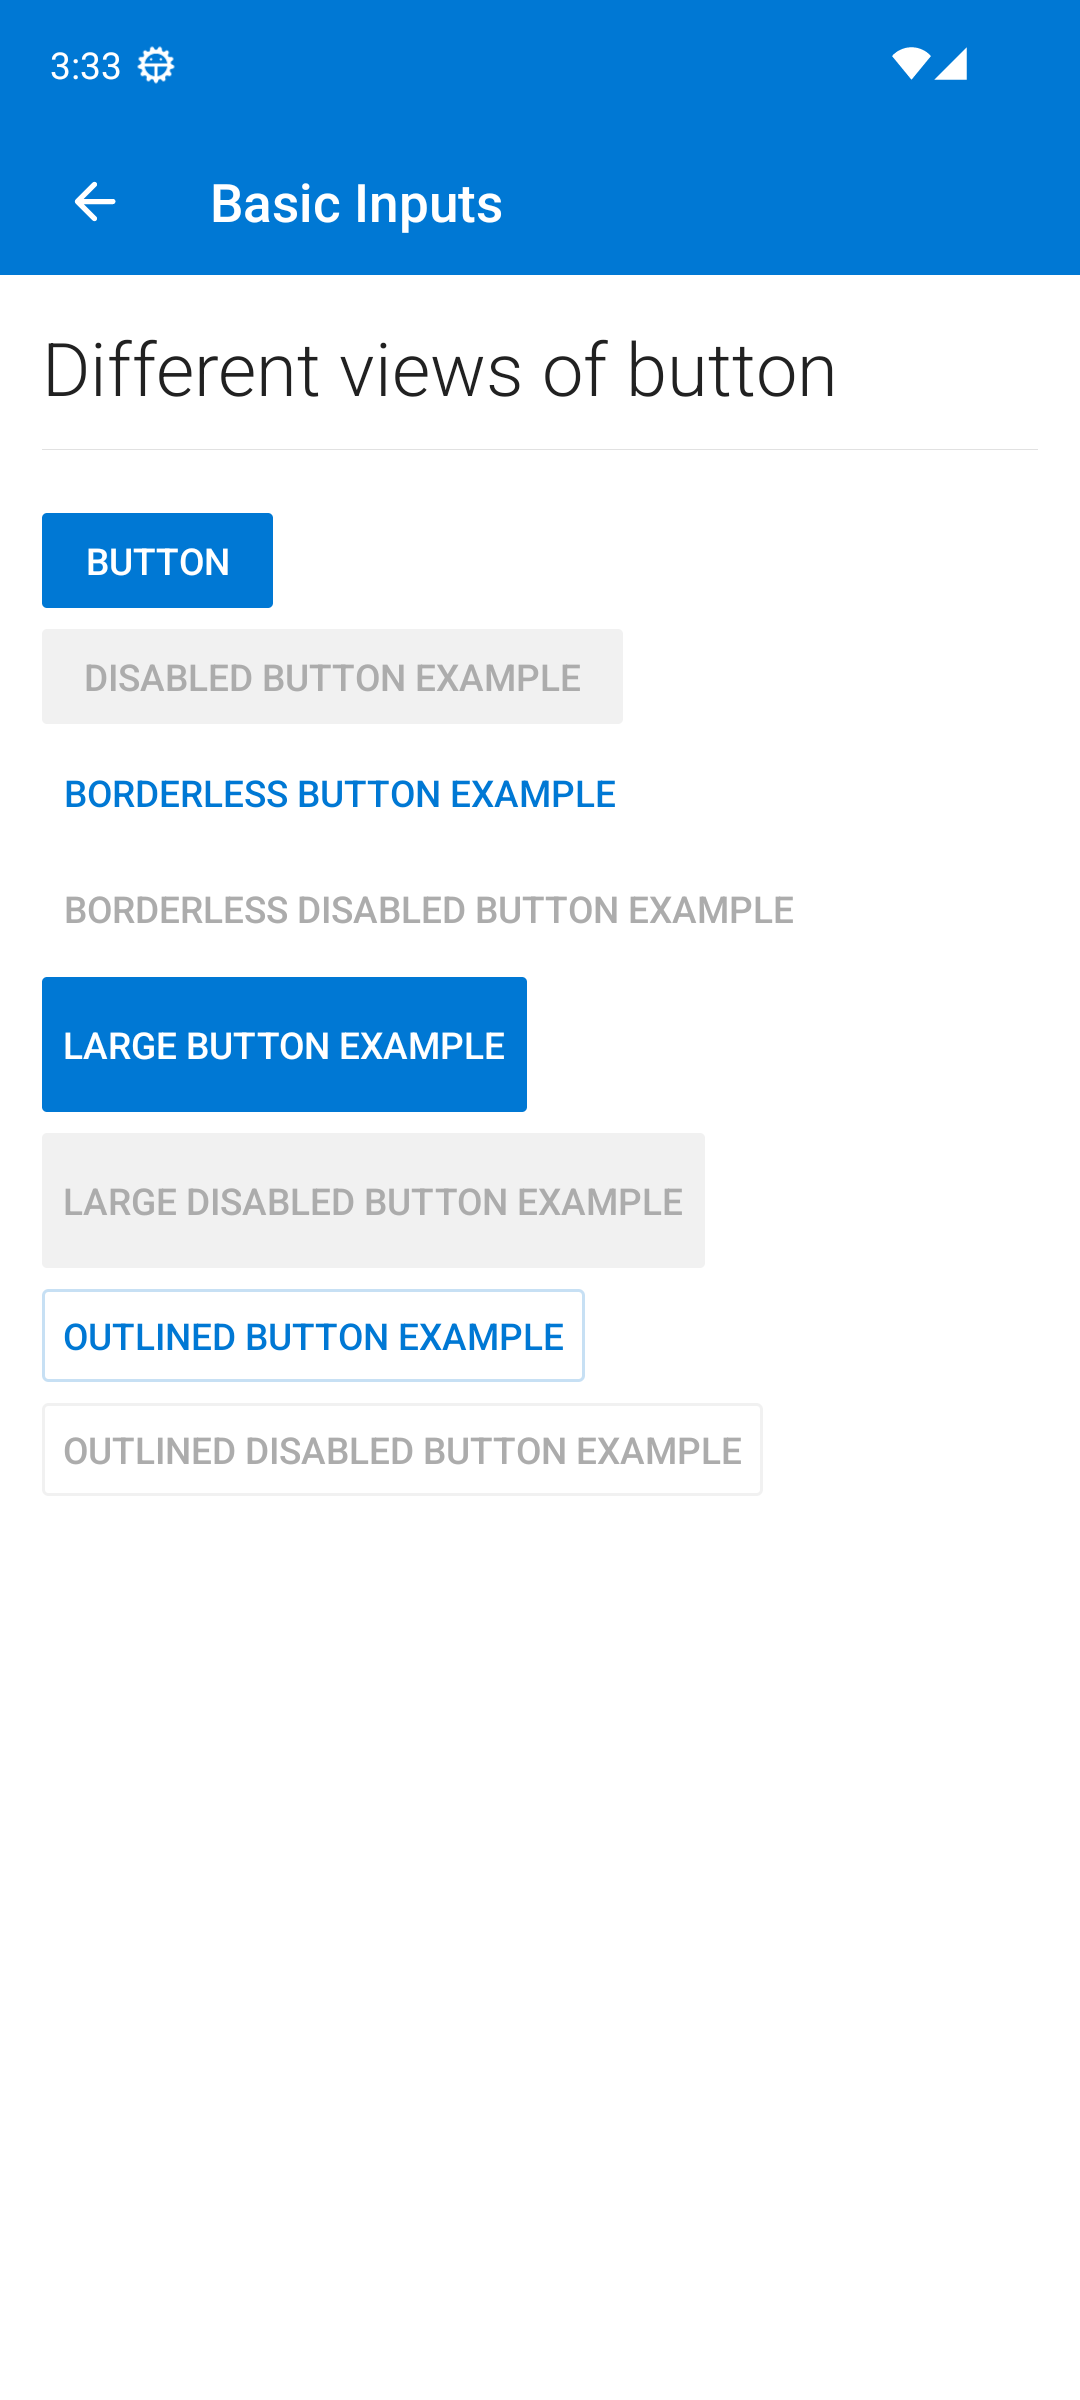 3:33
Basic Inputs
Different views of button
BUTTON
DISABLED BUTTON EXAMPLE
BORDERLESS BUTTON EXAMPLE
BORDERLESS DISABLED BUTTON EXAMPLE
LARGE BUTTON EXAMPLE
LARGE DISABLED BUTTON EXAMPLE
OUTLINED BUTTON EXAMPLE
OUTLINED DISABLED BUTTON EXAMPLE